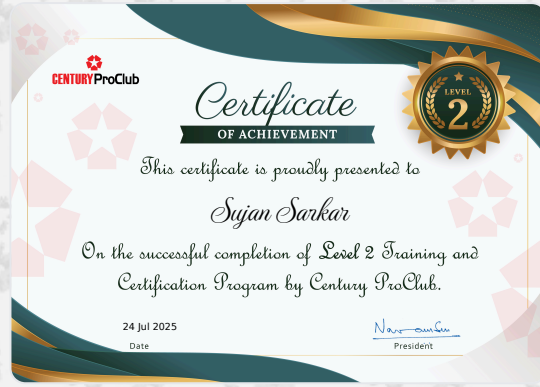 CENTURY ProClub
Certificate
OF ACHIEVEMENT
LEVEL
2
This certificate is proudly presented to
Sujan Sarkar
On the successful completion of Level 2 Training and
Certification Program by Century ProClub.
24 Jul 2025
Date
President